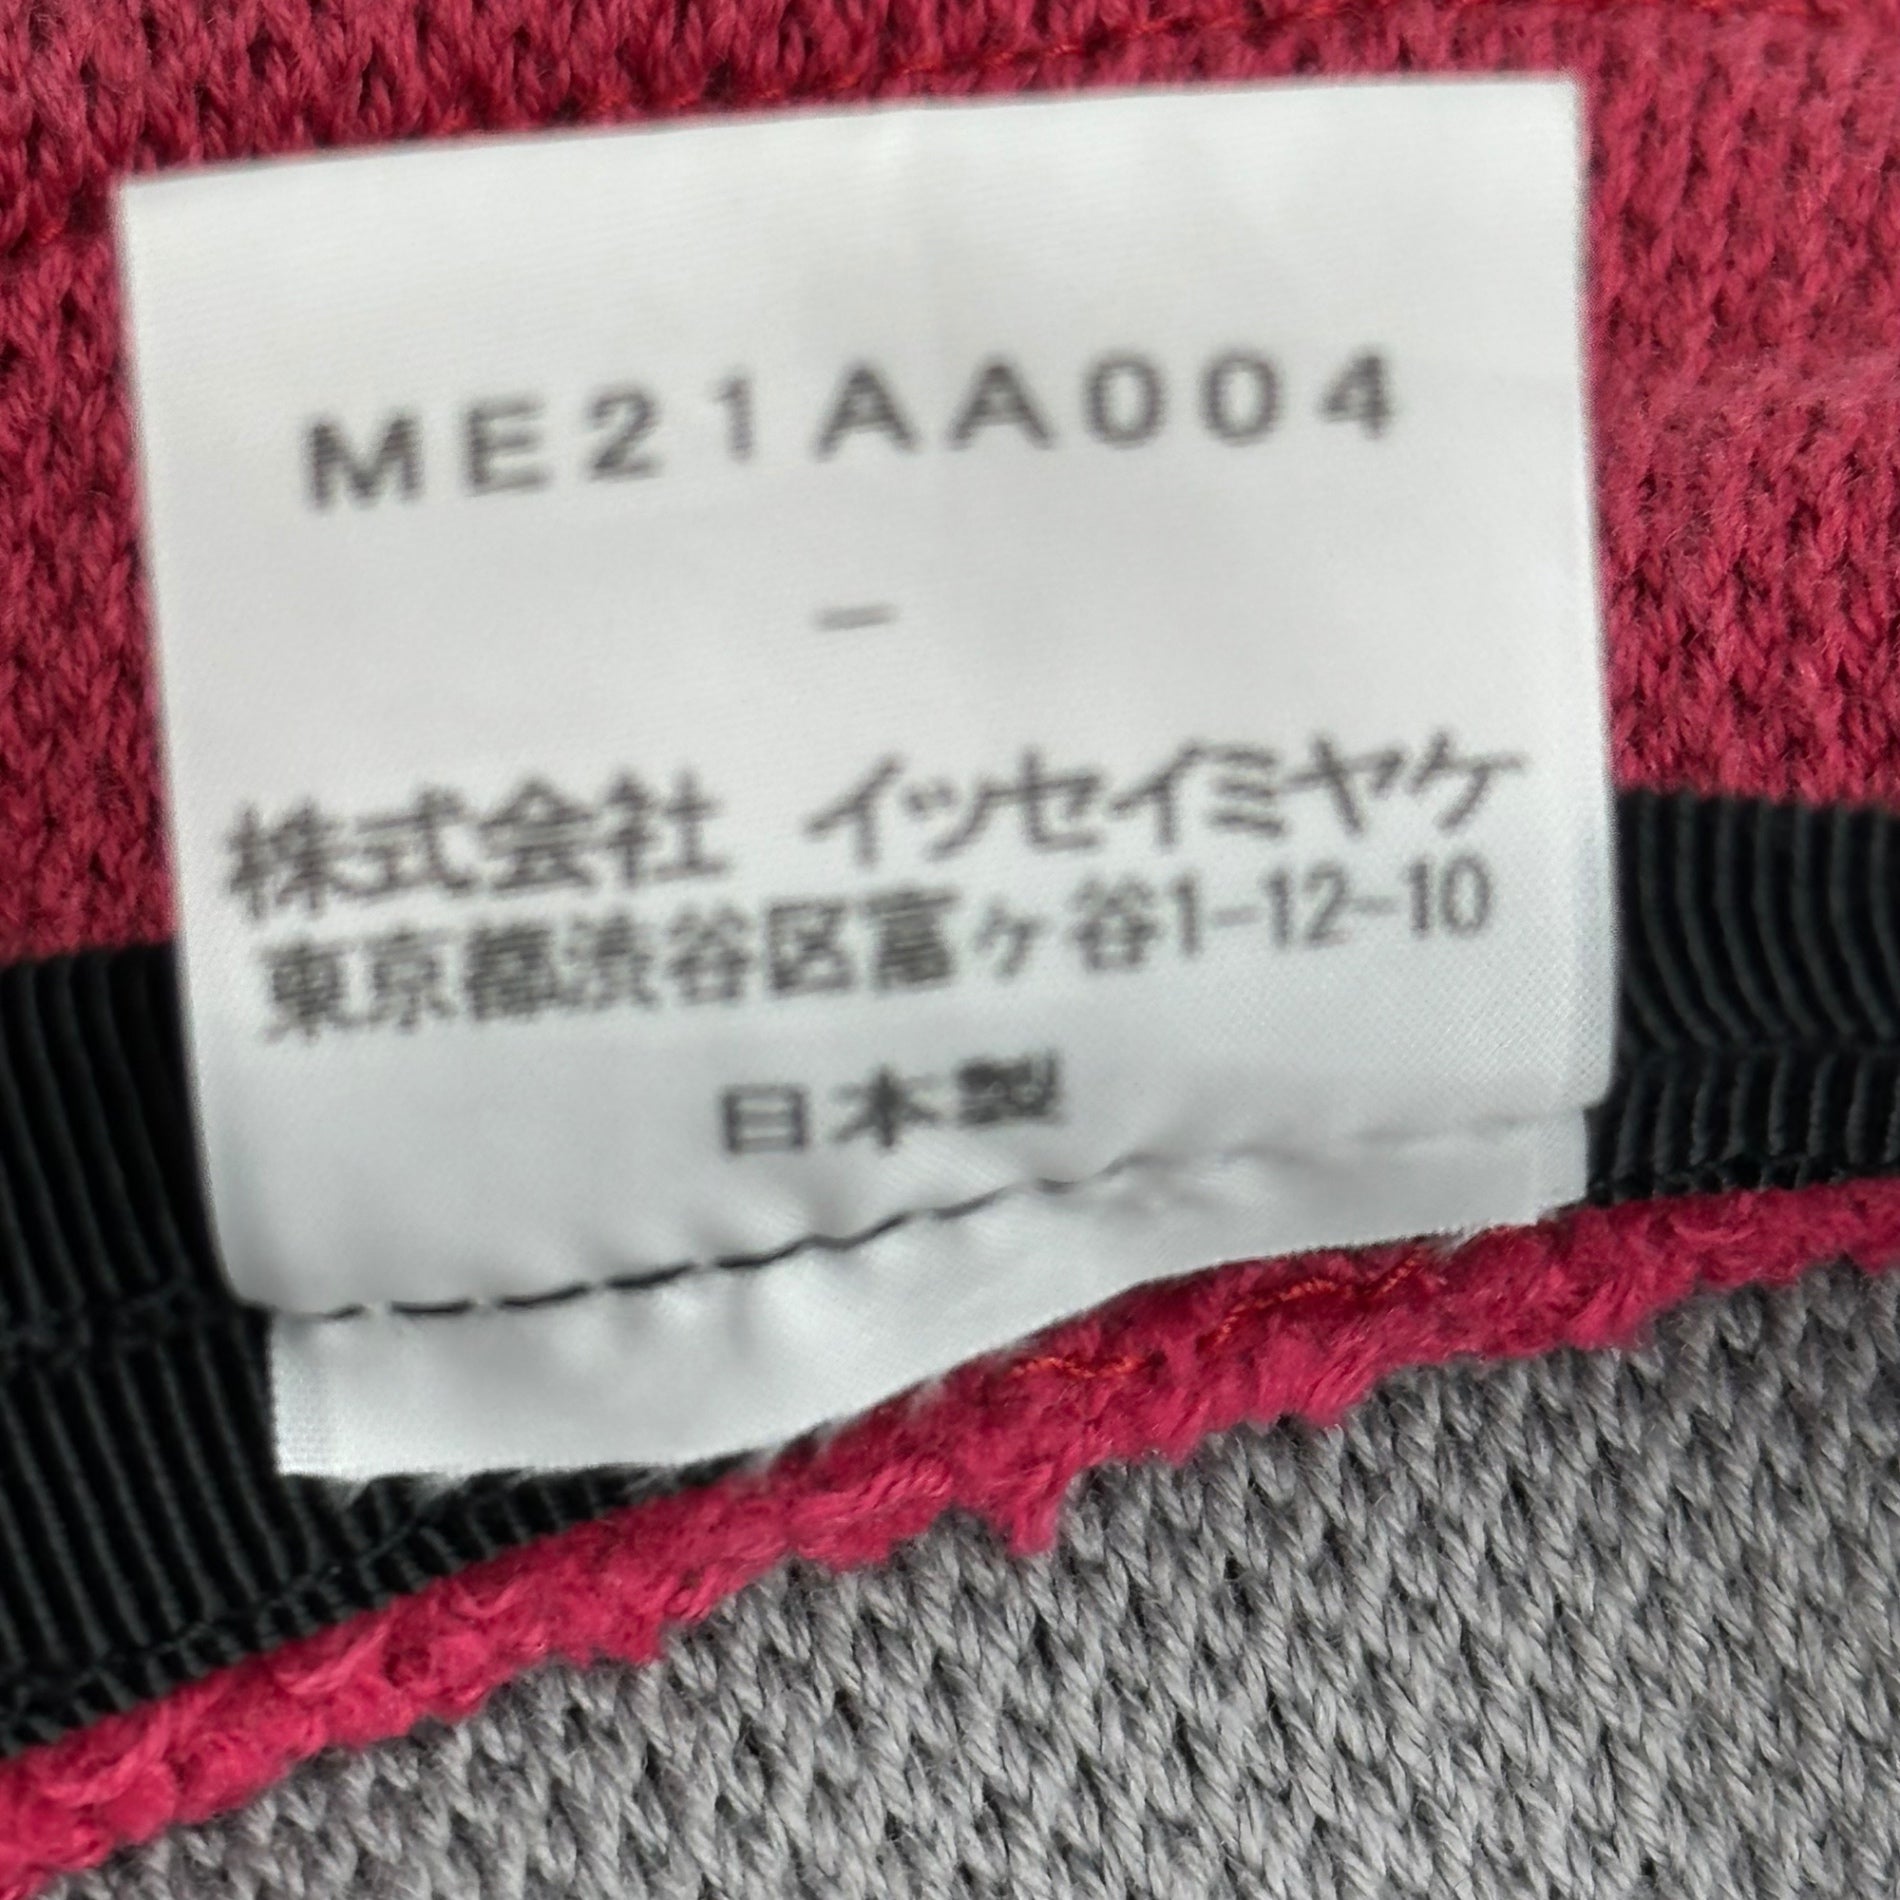 ME21AA004
－
株式会社　イッセイミヤケ
東京都渋谷区富ヶ谷1-12-10
日本製